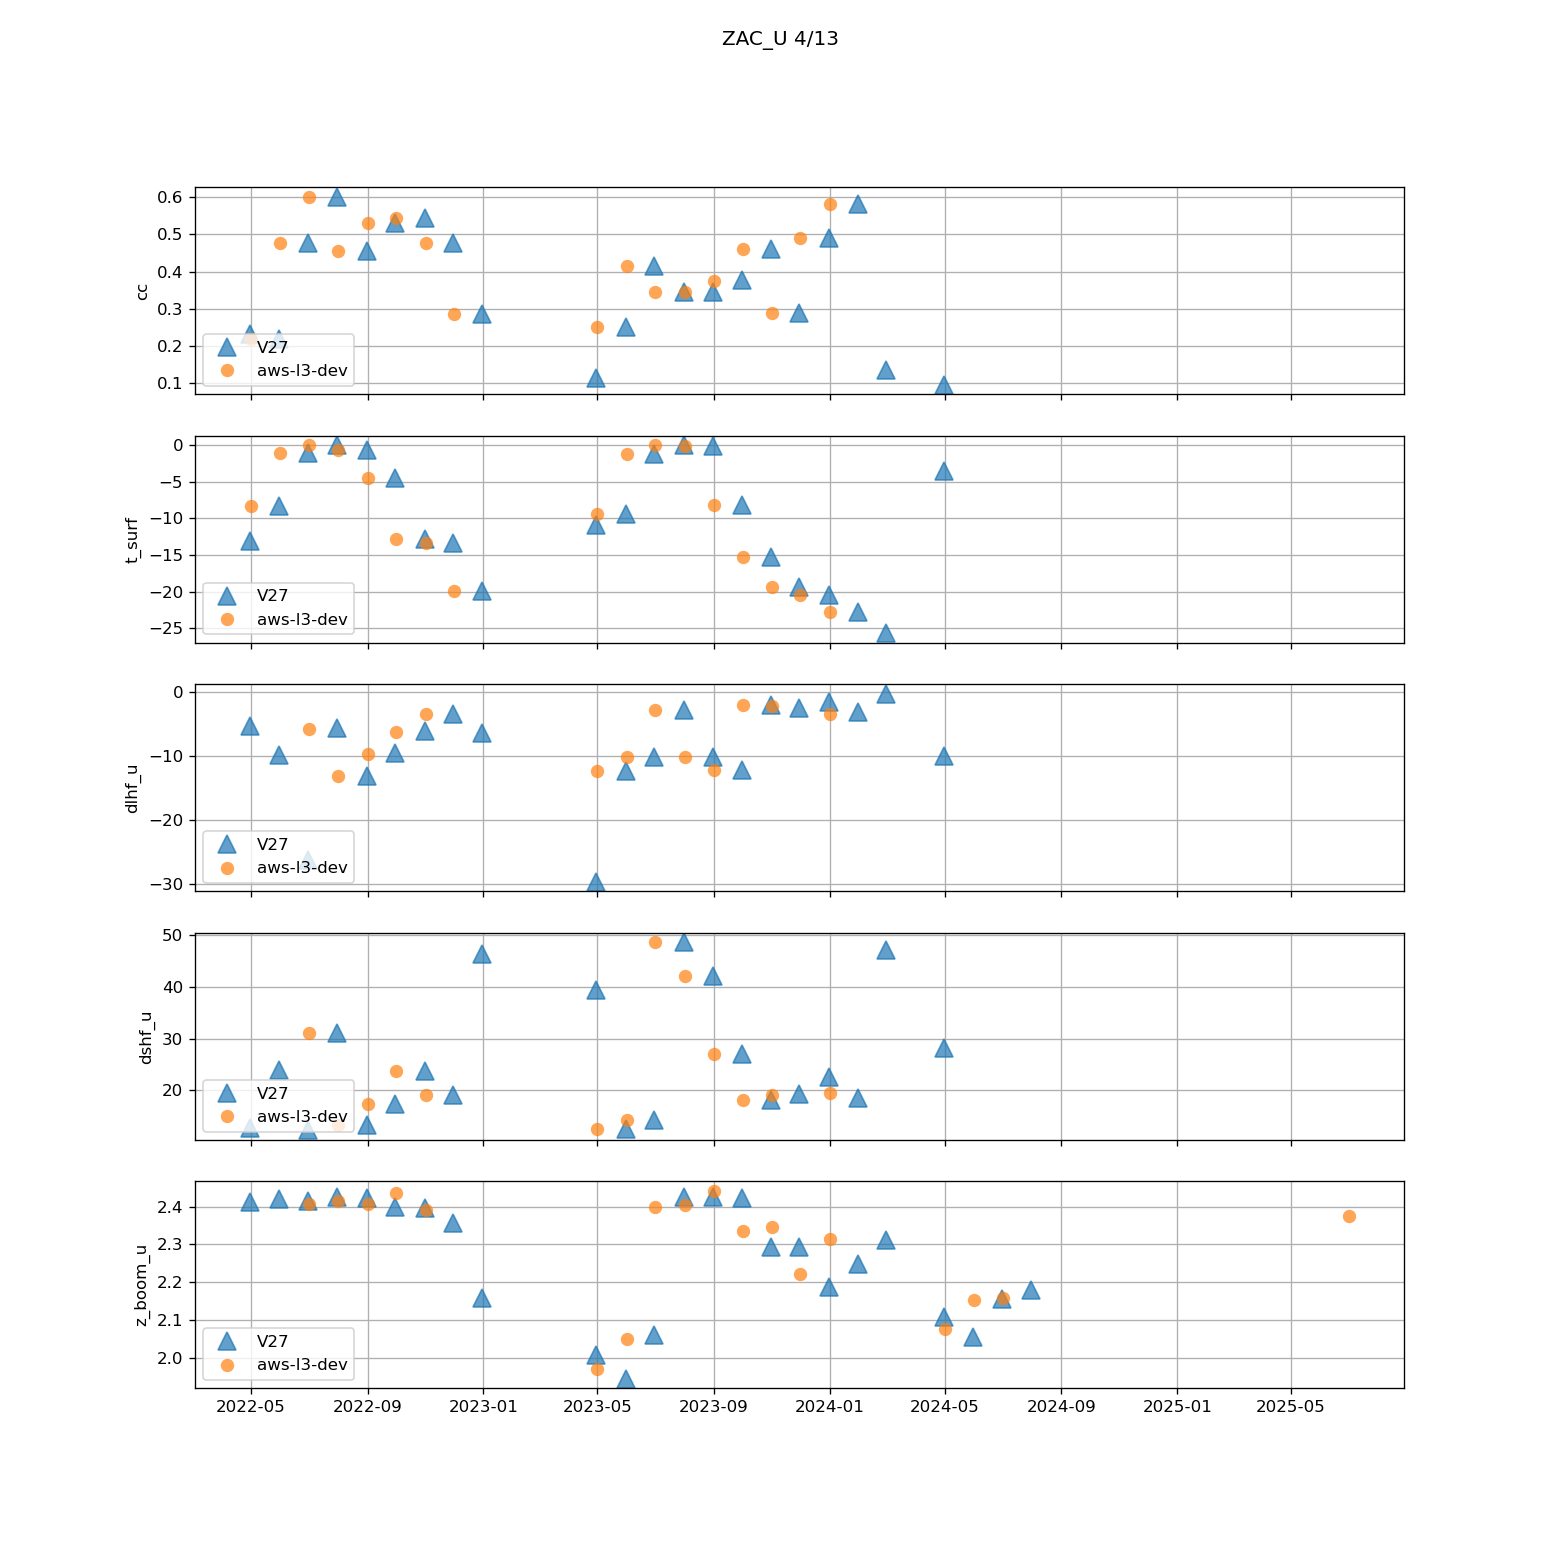 ZAC_U 4/13
0.6
0.5
0.4
0.3
0.2
0.1
cc
V27
aws-l3-dev
0
−5
−10
−15
−20
−25
t_surf
V27
aws-l3-dev
0
−10
−20
−30
dlhf_u
V27
aws-l3-dev
50
40
30
20
dshf_u
V27
aws-l3-dev
2.4
2.3
2.2
2.1
2.0
z_boom_u
V27
aws-l3-dev
2022-05 2022-09 2023-01 2023-05 2023-09 2024-01 2024-05 2024-09 2025-01 2025-05